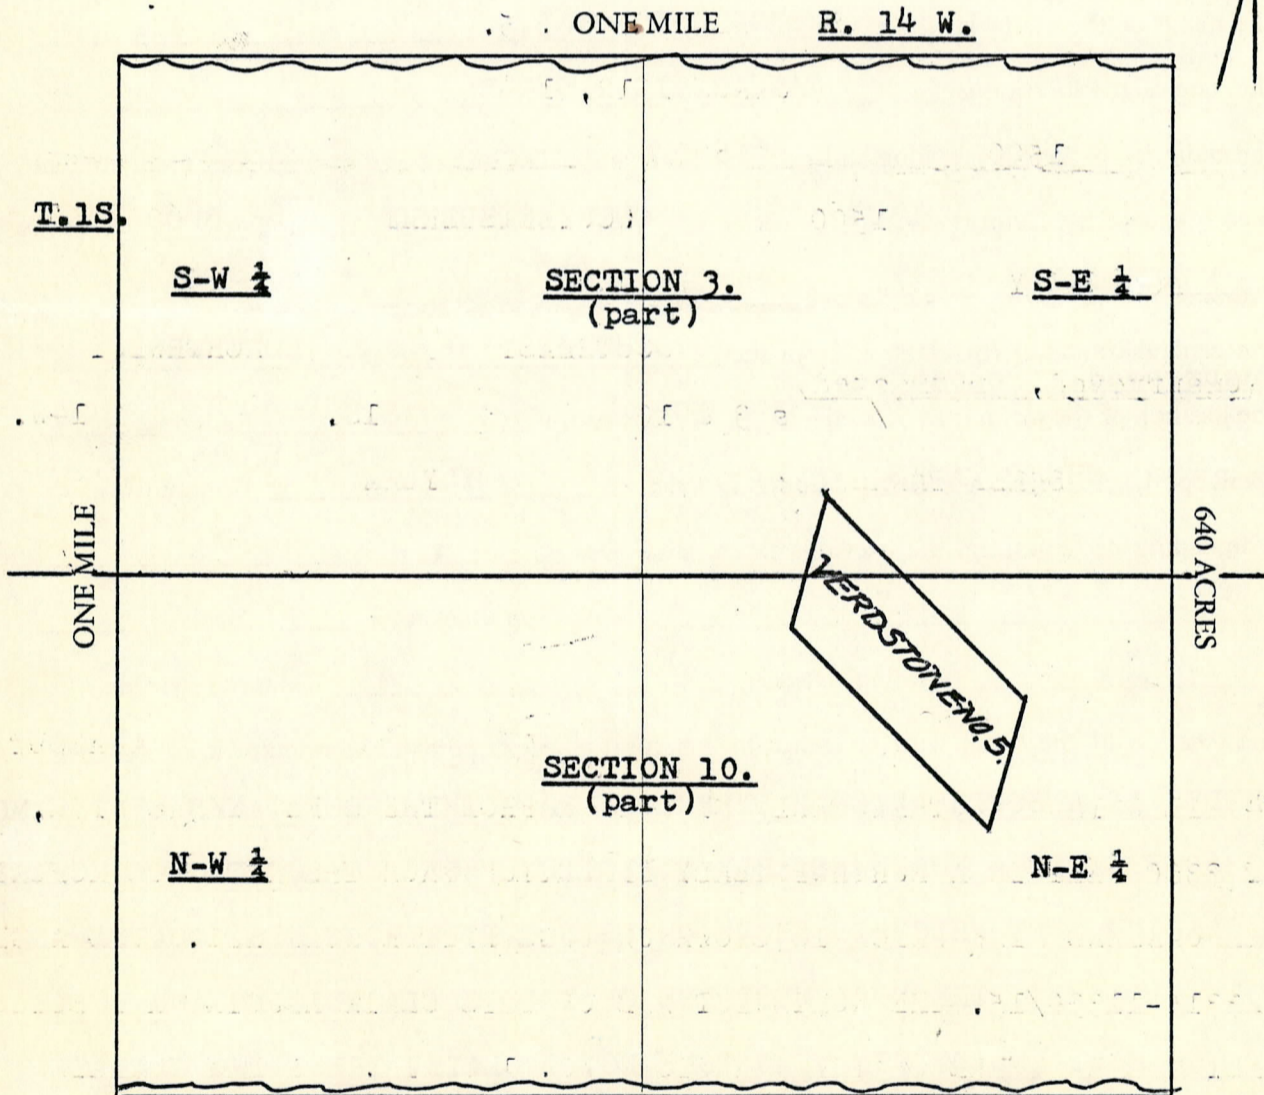 ONE MILE R. 14 W.
T.1S.
S-W ¼ SECTION 3. S-E ¼
(part)
ONE MILE
640 ACRES
VERDSTONE NO. 5.
SECTION 10.
(part)
N-W ¼ N-E ¼